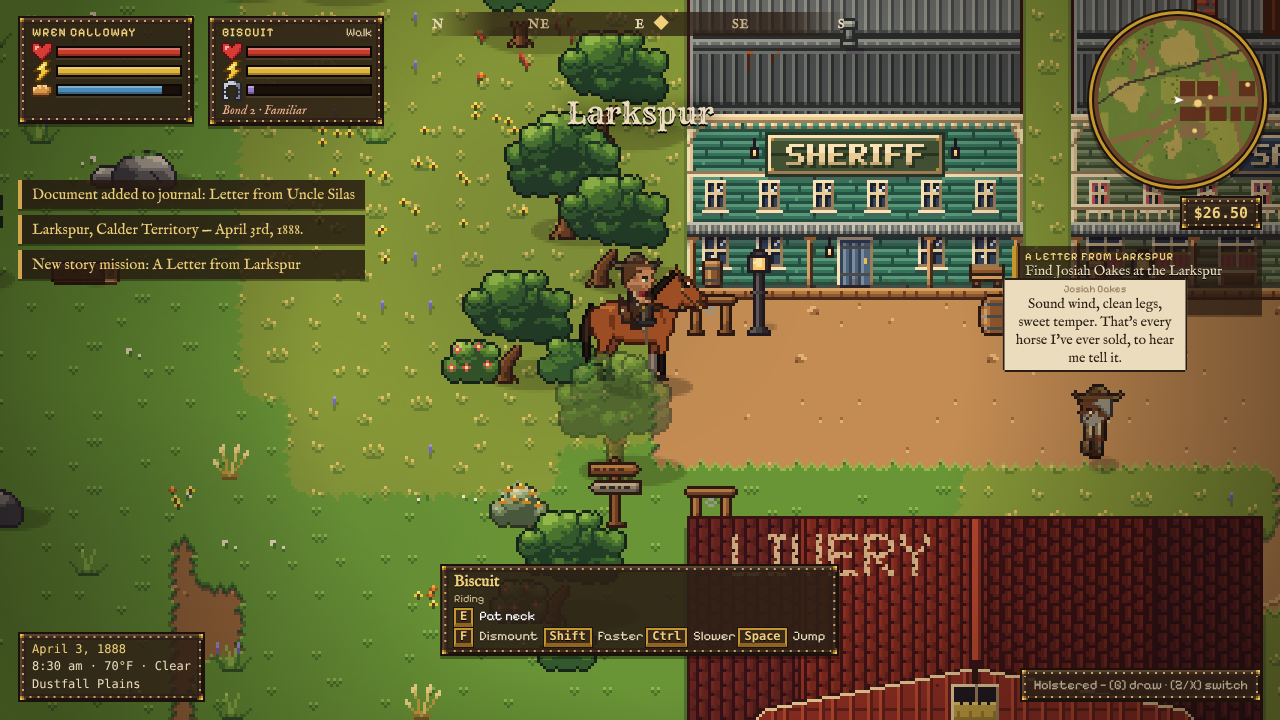 WREN CALLOWAY
BISCUIT Walk
Bond 2 · Familiar
N NE E SE S
Larkspur
SHERIFF
$26.50
Document added to journal: Letter from Uncle Silas
Larkspur, Calder Territory – April 3rd, 1888.
New story mission: A Letter from Larkspur
A LETTER FROM LARKSPUR
Find Josiah Oakes at the Larkspur
Josiah Oakes
Sound wind, clean legs,
sweet temper. That's every
horse I've ever sold, to hear
me tell it.
Biscuit
Riding
E Pat neck
F Dismount Shift Faster Ctrl Slower Space Jump
April 3, 1888
8:30 am · 70°F · Clear
Dustfall Plains
Holstered – (G) draw · (Z/X) switch